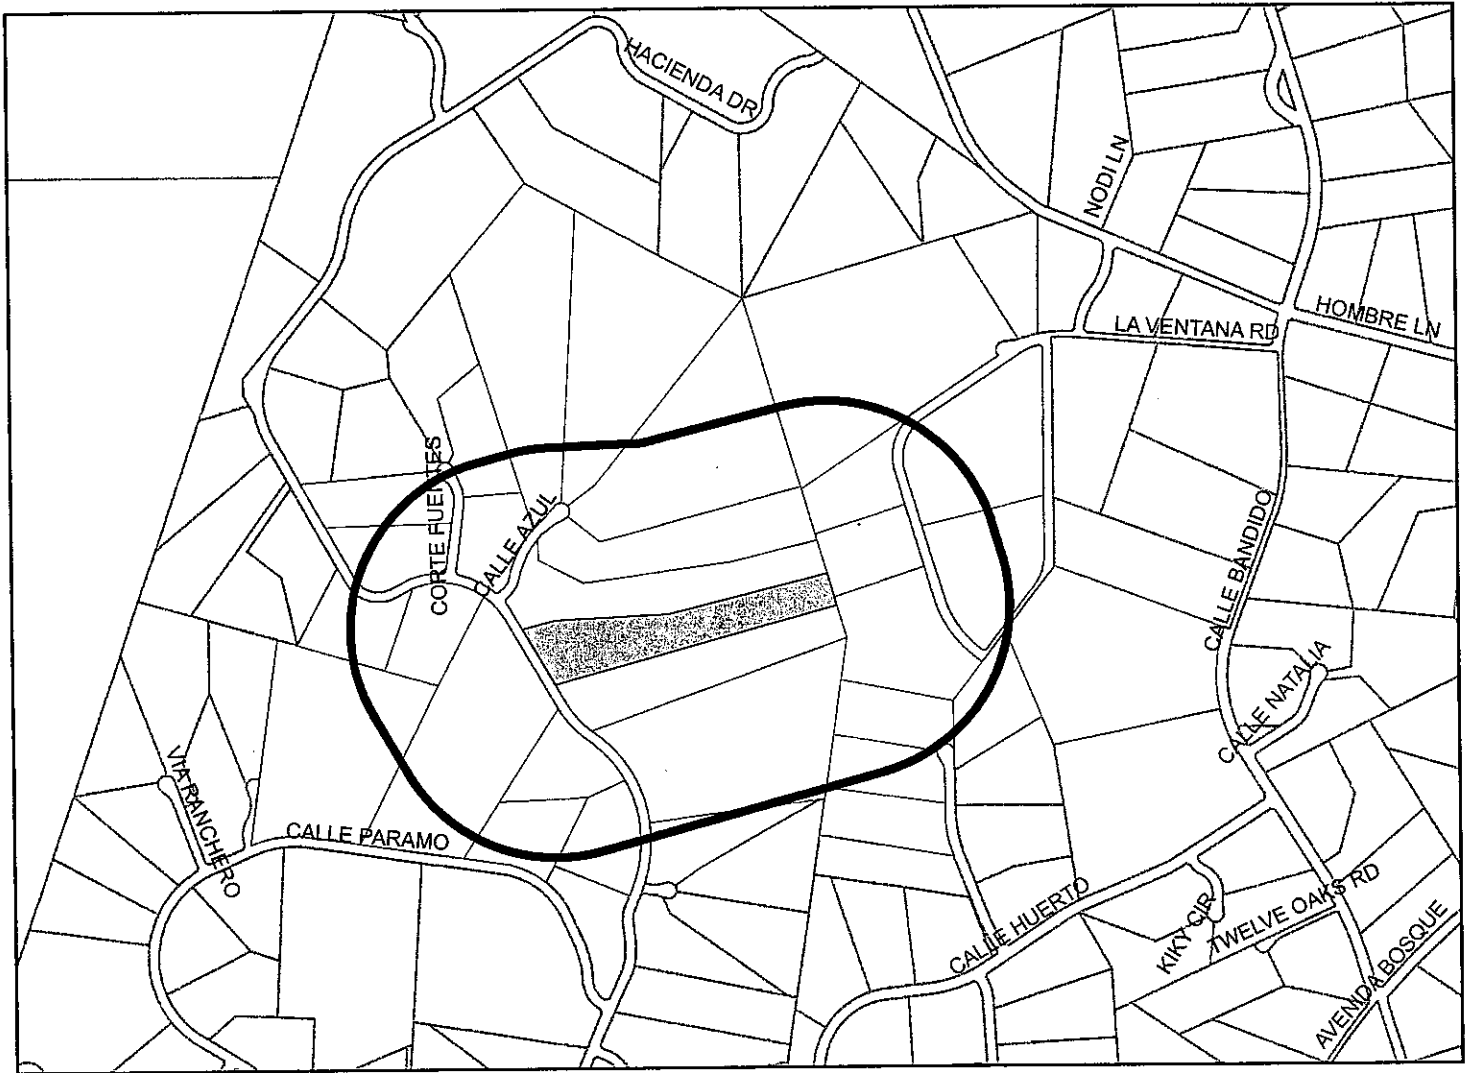 HACIENDA DR
NODI LN
HOMBRE LN
LA VENTANA RD
CORTE FUENTES
CALLE AZUL
CALLE BANDIDO
CALLE NATALIA
VIA RANCHERO
CALLE PARAMO
CALLE HUERTO
KIKY CIR
TWELVE OAKS RD
AVENIDA BOSQUE